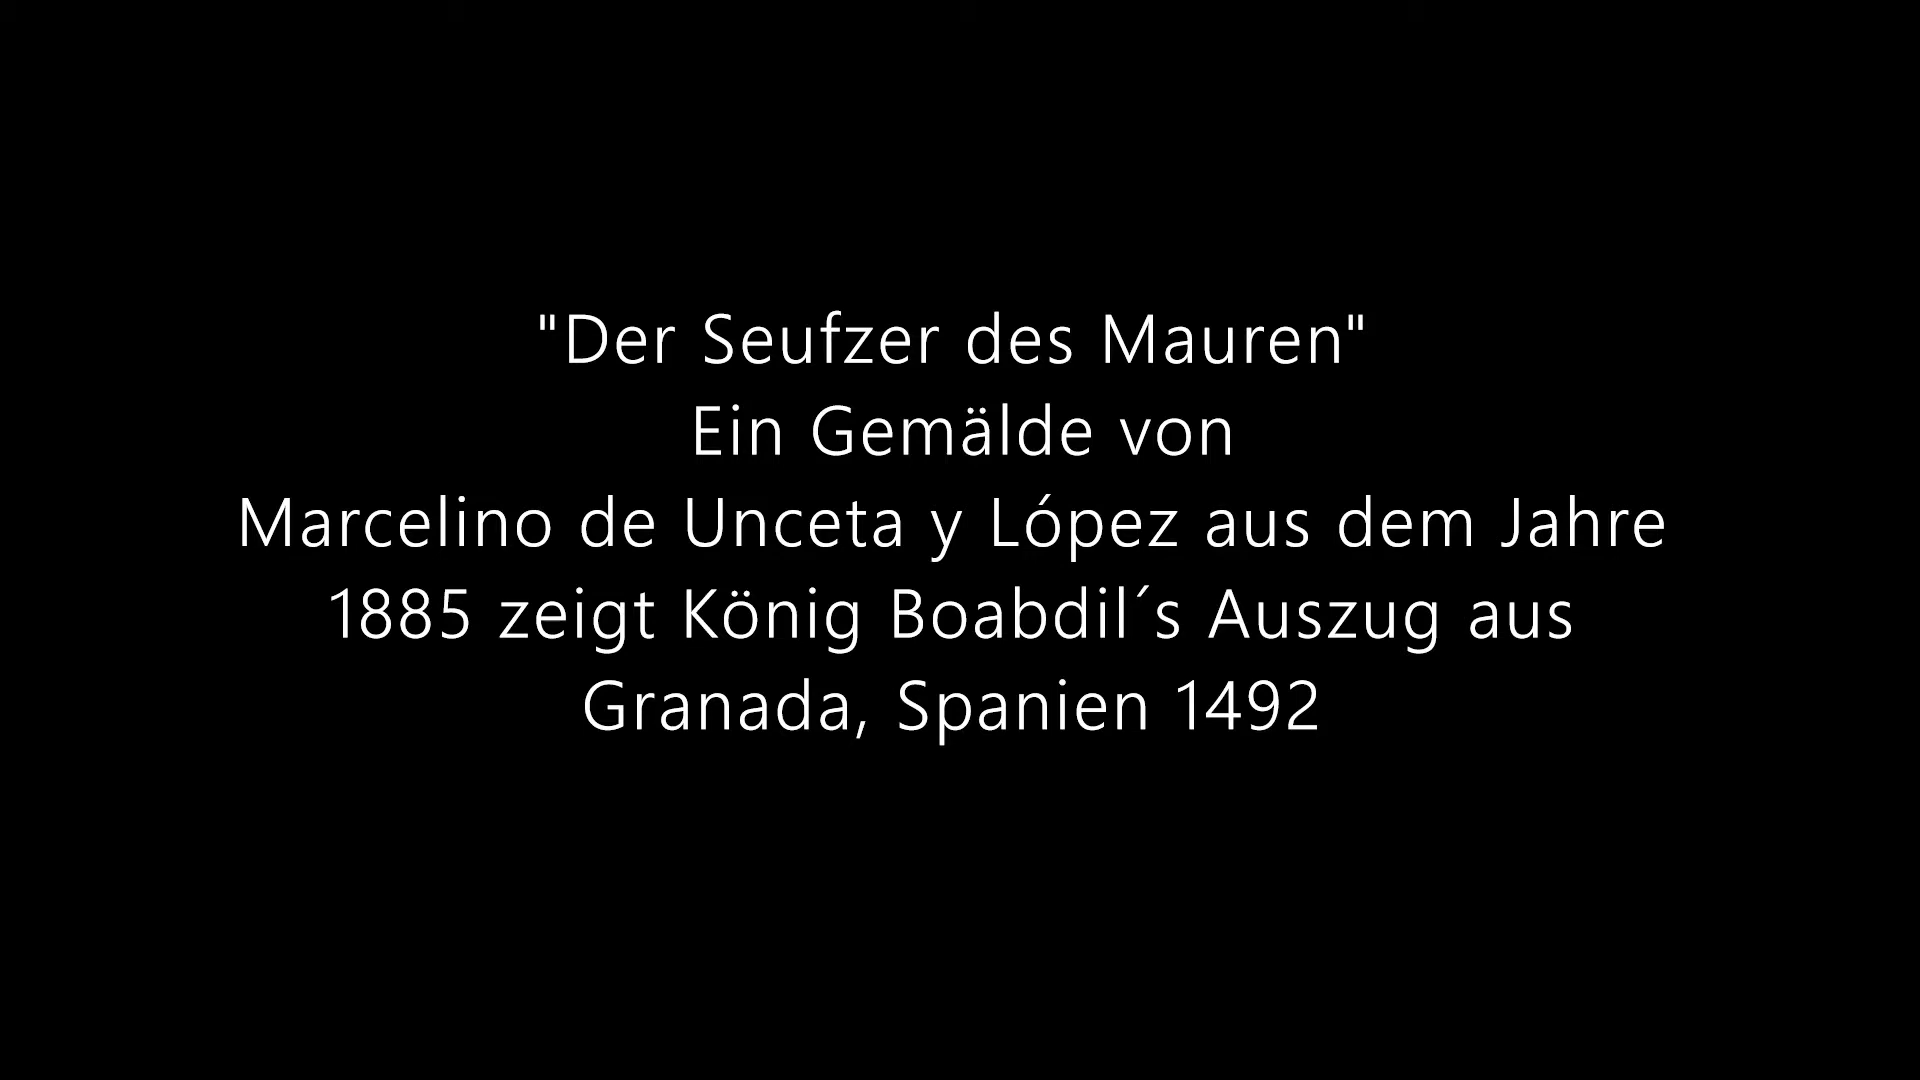 "Der Seufzer des Mauren"
Ein Gemälde von
Marcelino de Unceta y López aus dem Jahre
1885 zeigt König Boabdil´s Auszug aus
Granada, Spanien 1492